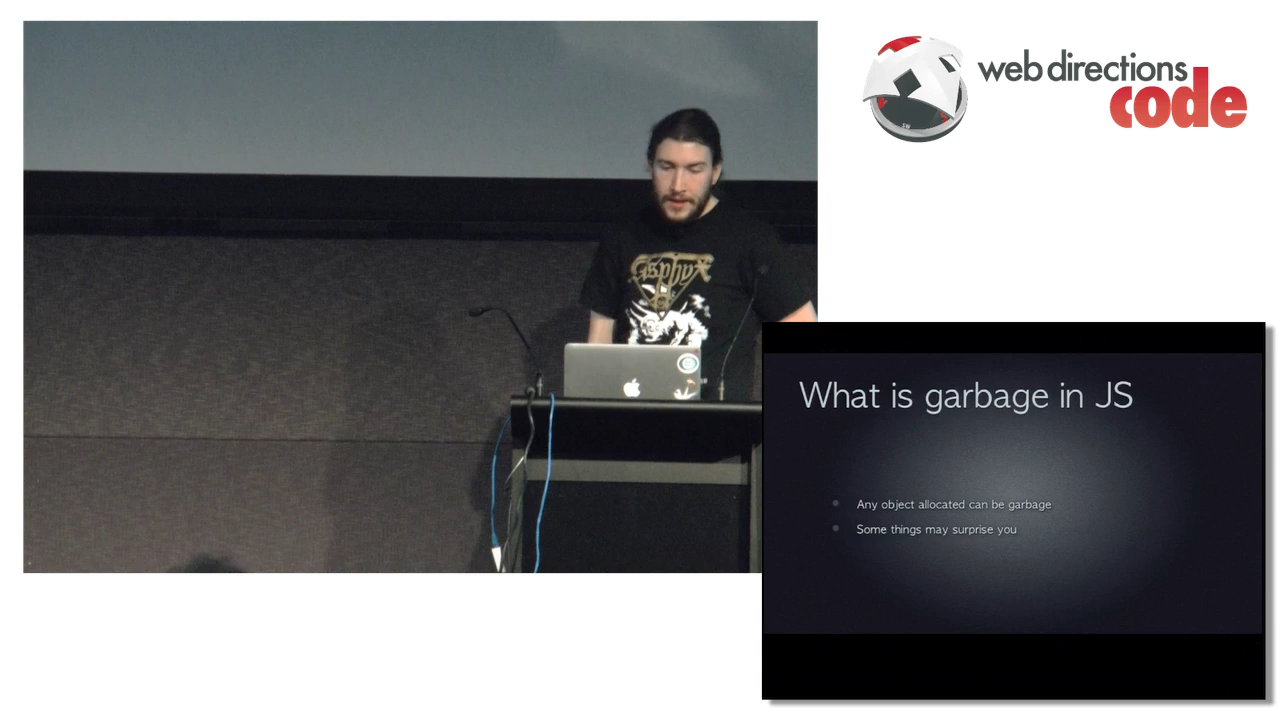 web directions
code
Asphyx
What is garbage in JS
Any object allocated can be garbage
Some things may surprise you